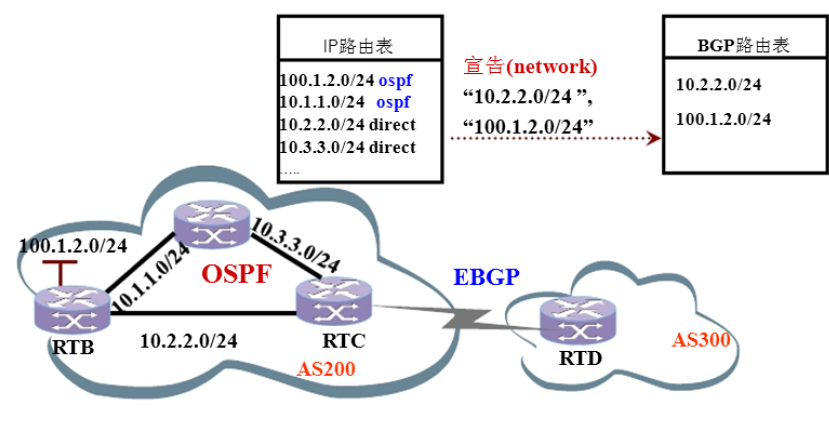 IP路由表
100.1.2.0/24 ospf
10.1.1.0/24 ospf
10.2.2.0/24 direct
10.3.3.0/24 direct
.....
宣告(network)
“10.2.2.0/24 ”,
“100.1.2.0/24”
BGP路由表
10.2.2.0/24
100.1.2.0/24
100.1.2.0/24
10.1.1.0/24
10.3.3.0/24
OSPF
10.2.2.0/24
RTB
RTC
AS200
EBGP
RTD
AS300